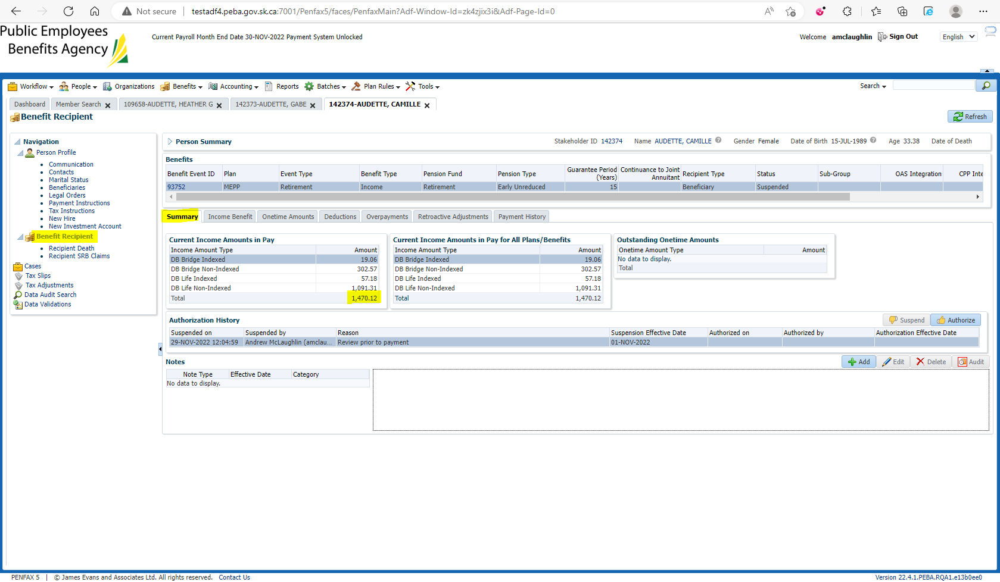 Not secure | testadf4.peba.gov.sk.ca:7001/Penfax5/faces/PenfaxMain?Adf-Window-Id=zk4zjix3i&Adf-Page-Id=0
Public Employees
Benefits Agency
Current Payroll Month End Date 30-NOV-2022 Payment System Unlocked
Welcome amclaughlin Sign Out English
Workflow People Organizations Benefits Accounting Reports Batches Plan Rules Tools Search
Dashboard Member Search 109658-AUDETTE, HEATHER G 142373-AUDETTE, GABE 142374-AUDETTE, CAMILLE
Benefit Recipient Refresh
Navigation
Person Profile
Communication
Contacts
Marital Status
Beneficiaries
Legal Orders
Payment Instructions
Tax Instructions
New Hire
New Investment Account
Benefit Recipient
Recipient Death
Recipient SRB Claims
Cases
Tax Slips
Tax Adjustments
Data Audit Search
Data Validations
Person Summary Stakeholder ID 142374 Name AUDETTE, CAMILLE Gender Female Date of Birth 15-JUL-1989 Age 33.38 Date of Death
Benefits
Benefit Event ID Plan Event Type Benefit Type Pension Fund Pension Type Guarantee Period (Years) Continuance to Joint Annuitant Recipient Type Status Sub-Group OAS Integration CPP Inte
93752 MEPP Retirement Income Retirement Early Unreduced 15 Beneficiary Suspended
Summary Income Benefit Onetime Amounts Deductions Overpayments Retroactive Adjustments Payment History
Current Income Amounts in Pay
Income Amount Type Amount
DB Bridge Indexed 19.06
DB Bridge Non-Indexed 302.57
DB Life Indexed 57.18
DB Life Non-Indexed 1,091.31
Total 1,470.12
Current Income Amounts in Pay for All Plans/Benefits
Income Amount Type Amount
DB Bridge Indexed 19.06
DB Bridge Non-Indexed 302.57
DB Life Indexed 57.18
DB Life Non-Indexed 1,091.31
Total 1,470.12
Outstanding Onetime Amounts
Onetime Amount Type Amount
No data to display.
Total
Authorization History Suspend Authorize
Suspended on Suspended by Reason Suspension Effective Date Authorized on Authorized by Authorization Effective Date
29-NOV-2022 12:04:59 Andrew McLaughlin (amclau... Review prior to payment 01-NOV-2022
Notes Add Edit Delete Audit
Note Type Effective Date Category
No data to display.
PENFAX 5 | © James Evans and Associates Ltd. All rights reserved. Contact Us Version 22.4.1.PEBA.RQA1.e13b0ee0